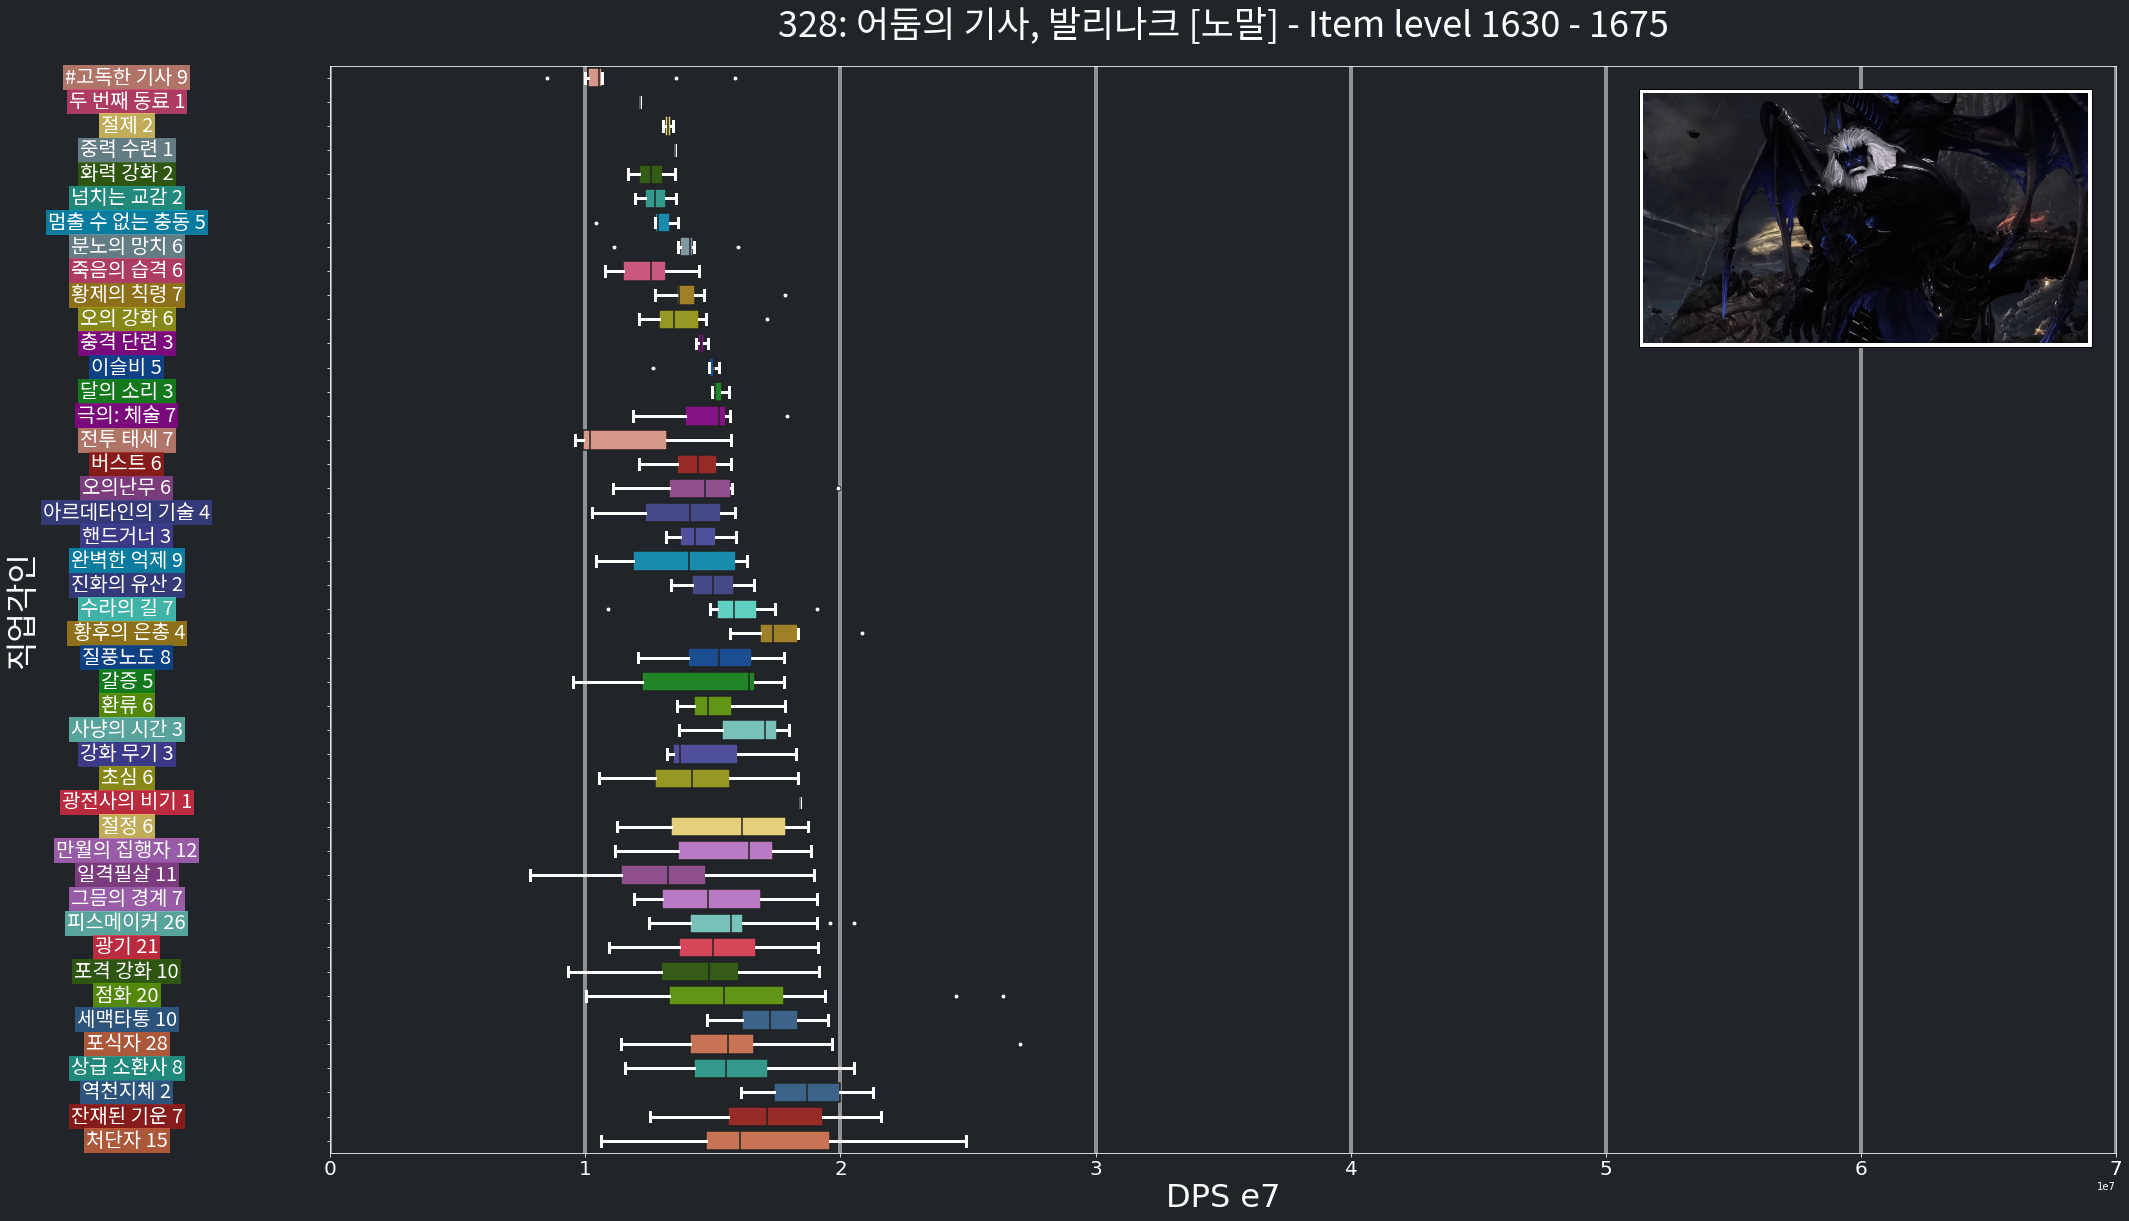 328: 어둠의 기사, 발리나크 [노말] - Item level 1630 - 1675
#고독한 기사 9
두 번째 동료 1
절제 2
중력 수련 1
화력 강화 2
넘치는 교감 2
멈출 수 없는 충동 5
분노의 망치 6
죽음의 습격 6
황제의 칙령 7
오의 강화 6
충격 단련 3
이슬비 5
달의 소리 3
극의: 체술 7
전투 태세 7
버스트 6
오의난무 6
아르데타인의 기술 4
핸드거너 3
완벽한 억제 9
진화의 유산 2
수라의 길 7
황후의 은총 4
질풍노도 8
갈증 5
환류 6
사냥의 시간 3
강화 무기 3
초심 6
광전사의 비기 1
절정 6
만월의 집행자 12
일격필살 11
그믐의 경계 7
피스메이커 26
광기 21
포격 강화 10
점화 20
세맥타통 10
포식자 28
상급 소환사 8
역천지체 2
잔재된 기운 7
처단자 15
직업각인
0 1 2 3 4 5 6 7
1e7
DPS e7